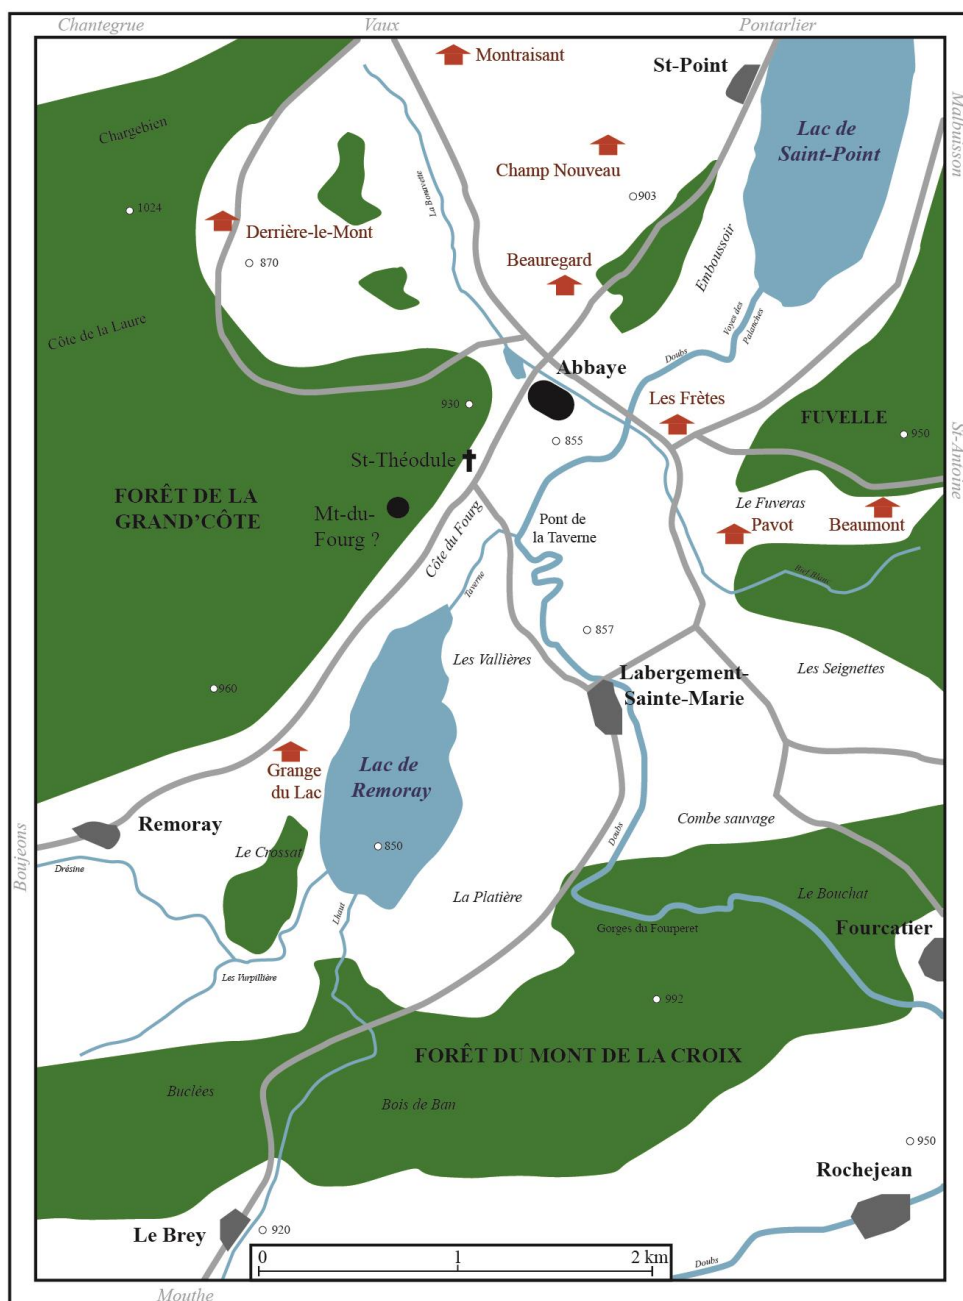 Chantegrue
Vaux
Pontarlier
Montraisant
St-Point
Malbuisson
Chargebien
Lac de
Saint-Point
Champ Nouveau
La Bonavette
1024
903
Derrière-le-Mont
870
Beauregard
Emboussoir
Côte de la Laure
Voyes des
Palanches
Doubs
Abbaye
930
Les Frètes
FUVELLE
950
855
St-Antoine
St-Théodule
FORÊT DE LA
GRAND'CÔTE
Mt-du-
Fourg ?
Côte du Fourg
Pont de
la Taverne
Le Fuveras
Pavot
Beaumont
Taverne
Bief Blanc
857
Les Vallières
Les Seignettes
Labergement-
Sainte-Marie
960
Grange
du Lac
Lac de
Remoray
Remoray
Combe sauvage
Doubs
Le Crossat
850
Boujeons
Drésine
La Platière
Le Bouchat
Lhaut
Gorges du Fourperet
Fourcatier
Les Vurpillière
992
FORÊT DU MONT DE LA CROIX
Buclées
Bois de Ban
950
Rochejean
Le Brey
920
0 1 2 km
Doubs
Mouthe